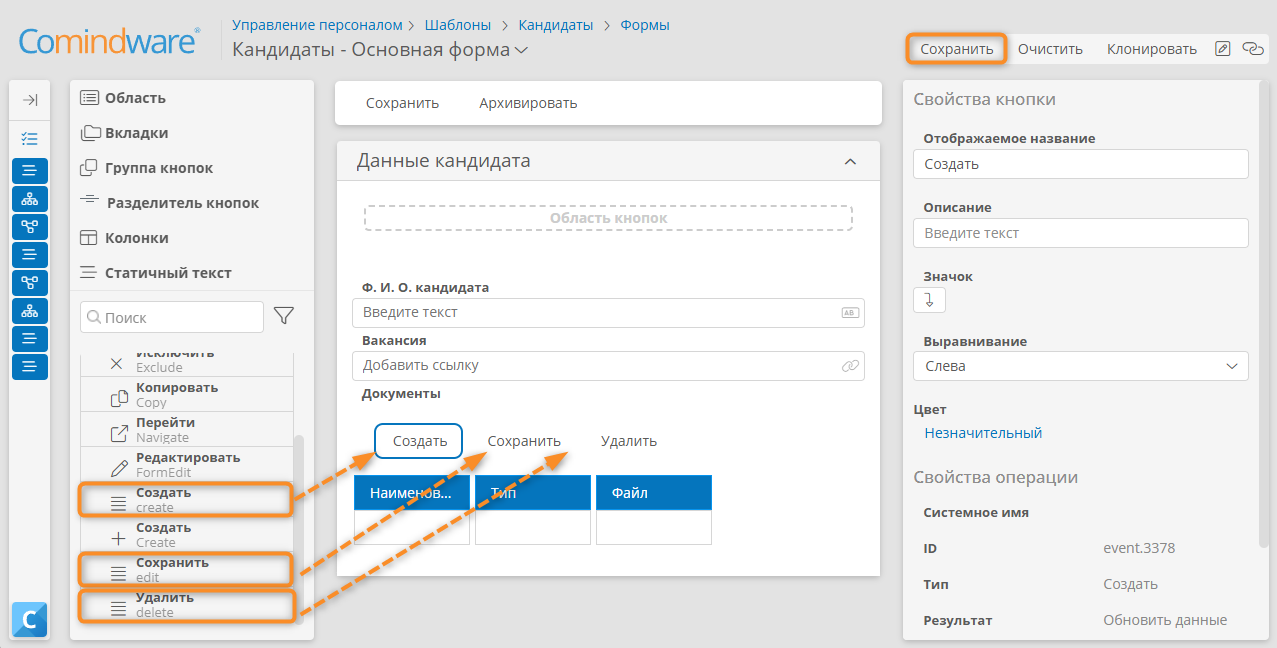 Comindware®
Управление персоналом > Шаблоны > Кандидаты > Формы
Кандидаты - Основная форма
Сохранить Очистить Клонировать
Область
Вкладки
Группа кнопок
Разделитель кнопок
Колонки
Статичный текст
Поиск
Исключить
Exclude
Копировать
Copy
Перейти
Navigate
Редактировать
FormEdit
Создать
create
Создать
Create
Сохранить
edit
Удалить
delete
C
Сохранить Архивировать
Данные кандидата
Область кнопок
Ф. И. О. кандидата
Введите текст AB
Вакансия
Добавить ссылку
Документы
Создать Сохранить Удалить
Наименов... Тип Файл
Свойства кнопки
Отображаемое название
Создать
Описание
Введите текст
Значок
Выравнивание
Слева
Цвет
Незначительный
Свойства операции
Системное имя
ID event.3378
Тип Создать
Результат Обновить данные